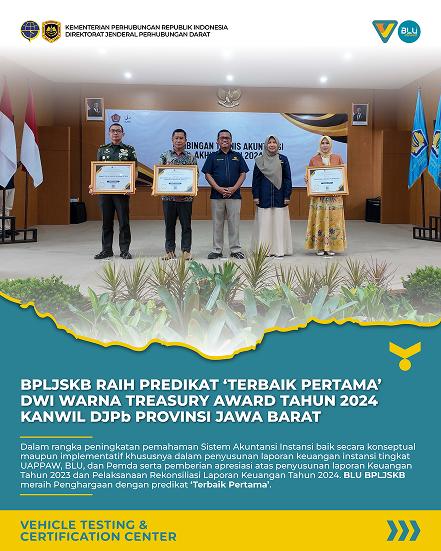 KEMENTERIAN PERHUBUNGAN REPUBLIK INDONESIA
DIREKTORAT JENDERAL PERHUBUNGAN DARAT
BLU
BINGAN TEKNIS AKUNTANSI
2024
BPLJSKB RAIH PREDIKAT ‘TERBAIK PERTAMA’
DWI WARNA TREASURY AWARD TAHUN 2024
KANWIL DJPb PROVINSI JAWA BARAT
Dalam rangka peningkatan pemahaman Sistem Akuntansi Instansi baik secara konseptual
maupun implementatif khususnya dalam penyusunan laporan keuangan instansi tingkat
UAPPAW, BLU, dan Pemda serta pemberian apresiasi atas penyusunan laporan Keuangan
Tahun 2023 dan Pelaksanaan Rekonsiliasi Laporan Keuangan Tahun 2024. BLU BPLJSKB
meraih Penghargaan dengan predikat ‘Terbaik Pertama’.
VEHICLE TESTING &
CERTIFICATION CENTER